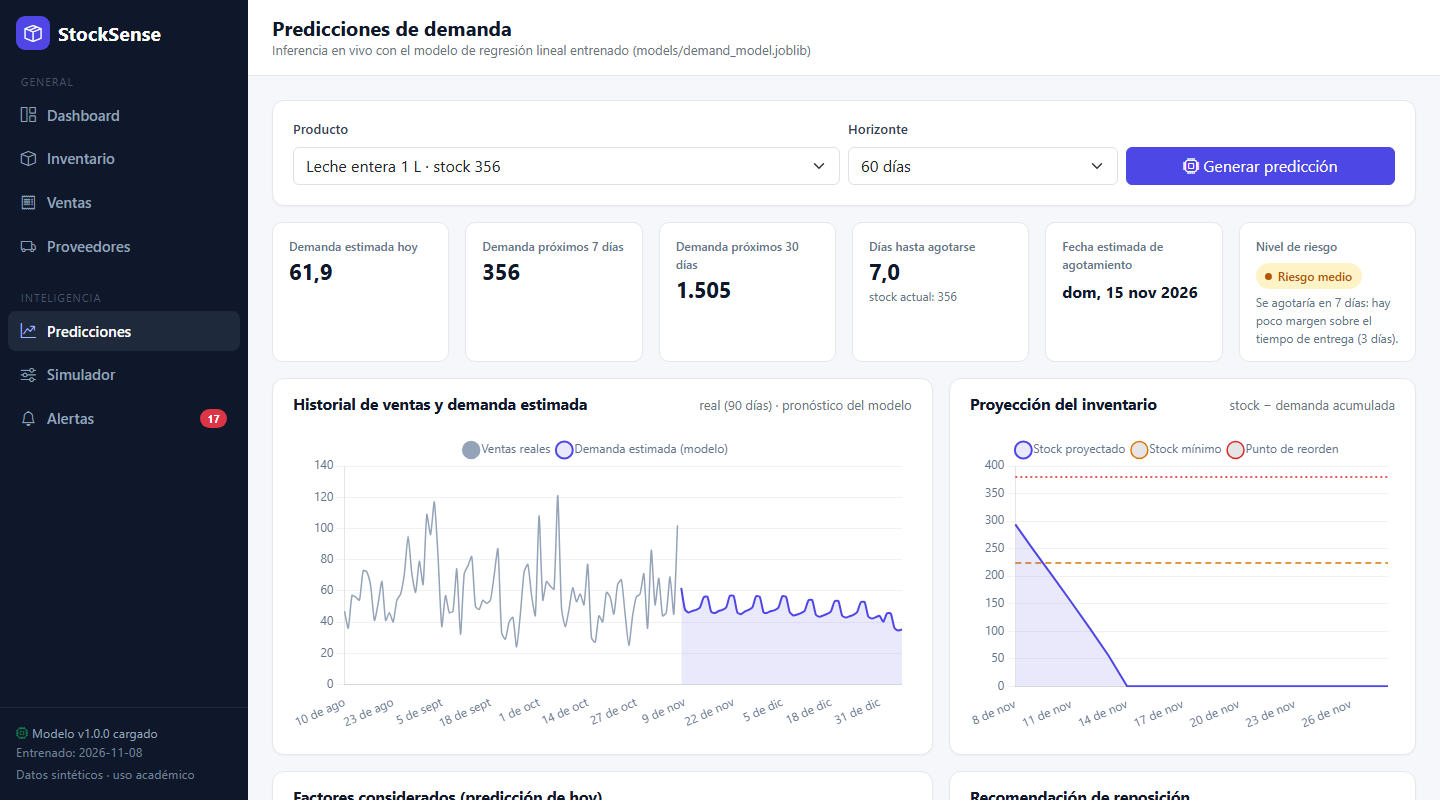 StockSense
GENERAL
Dashboard
Inventario
Ventas
Proveedores
INTELIGENCIA
Predicciones
Simulador
Alertas 17
Modelo v1.0.0 cargado
Entrenado: 2026-11-08
Datos sintéticos · uso académico
Predicciones de demanda
Inferencia en vivo con el modelo de regresión lineal entrenado (models/demand_model.joblib)
Producto
Leche entera 1 L · stock 356
Horizonte
60 días
Generar predicción
Demanda estimada hoy
61,9
Demanda próximos 7 días
356
Demanda próximos 30
días
1.505
Días hasta agotarse
7,0
stock actual: 356
Fecha estimada de
agotamiento
dom, 15 nov 2026
Nivel de riesgo
Riesgo medio
Se agotaría en 7 días: hay
poco margen sobre el
tiempo de entrega (3 días).
Historial de ventas y demanda estimada
real (90 días) · pronóstico del modelo
Ventas reales Demanda estimada (modelo)
140
120
100
80
60
40
20
0
10 de ago 23 de ago 5 de sept 18 de sept 1 de oct 14 de oct 27 de oct 9 de nov 22 de nov 5 de dic 18 de dic 31 de dic
Proyección del inventario
stock − demanda acumulada
Stock proyectado Stock mínimo Punto de reorden
400
350
300
250
200
150
100
50
0
8 de nov 11 de nov 14 de nov 17 de nov 20 de nov 23 de nov 26 de nov
Factores considerados (predicción de hoy)
Recomendación de reposición